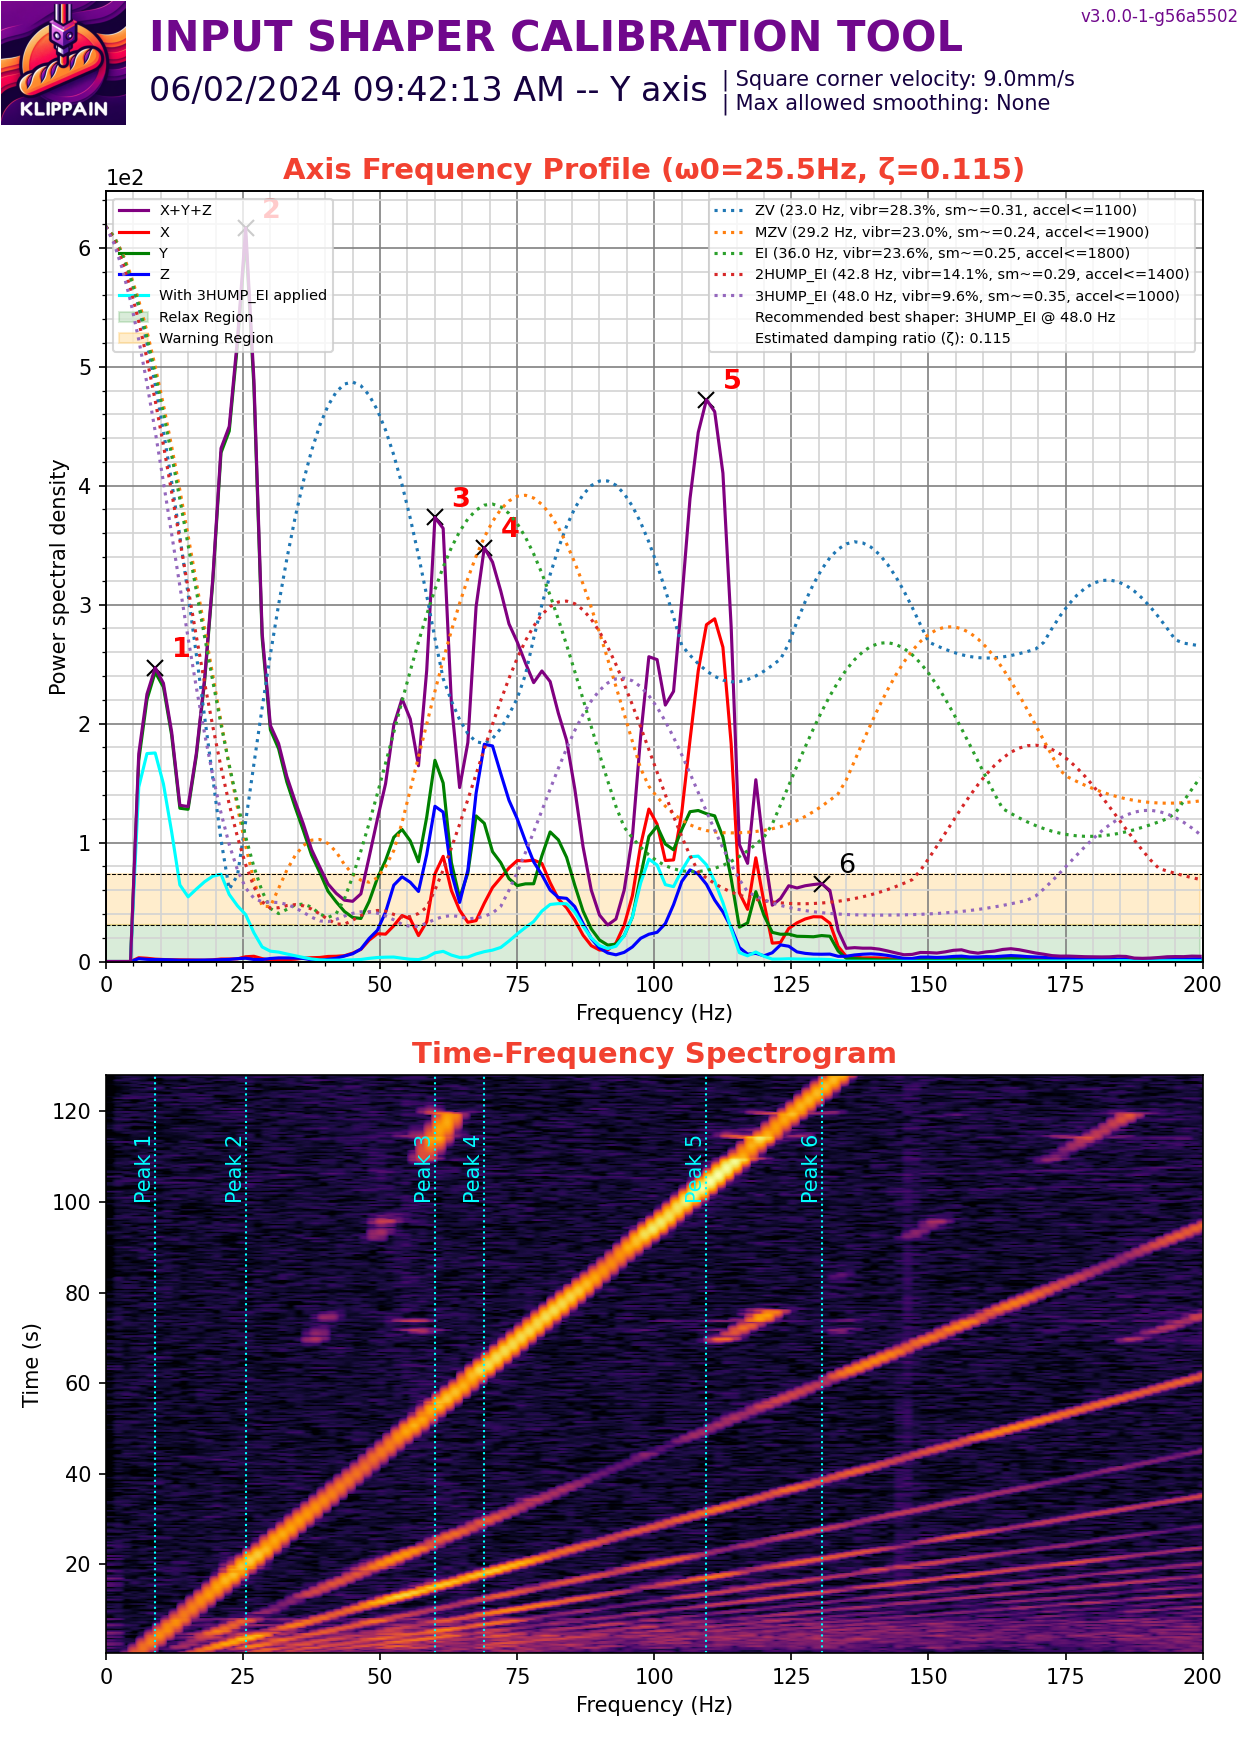 v3.0.0-1-g56a5502
INPUT SHAPER CALIBRATION TOOL
06/02/2024 09:42:13 AM -- Y axis
| Square corner velocity: 9.0mm/s
| Max allowed smoothing: None
KLIPPAIN
Axis Frequency Profile (ω0=25.5Hz, ζ=0.115)
1e2
X+Y+Z
X
Y
Z
With 3HUMP_EI applied
Relax Region
Warning Region
ZV (23.0 Hz, vibr=28.3%, sm~=0.31, accel<=1100)
MZV (29.2 Hz, vibr=23.0%, sm~=0.24, accel<=1900)
EI (36.0 Hz, vibr=23.6%, sm~=0.25, accel<=1800)
2HUMP_EI (42.8 Hz, vibr=14.1%, sm~=0.29, accel<=1400)
3HUMP_EI (48.0 Hz, vibr=9.6%, sm~=0.35, accel<=1000)
Recommended best shaper: 3HUMP_EI @ 48.0 Hz
Estimated damping ratio (ζ): 0.115
1
2
3
4
5
6
Power spectral density
6
5
4
3
2
1
0
0 25 50 75 100 125 150 175 200
Frequency (Hz)
Time-Frequency Spectrogram
Peak 1
Peak 2
Peak 3
Peak 4
Peak 5
Peak 6
Time (s)
120
100
80
60
40
20
0 25 50 75 100 125 150 175 200
Frequency (Hz)